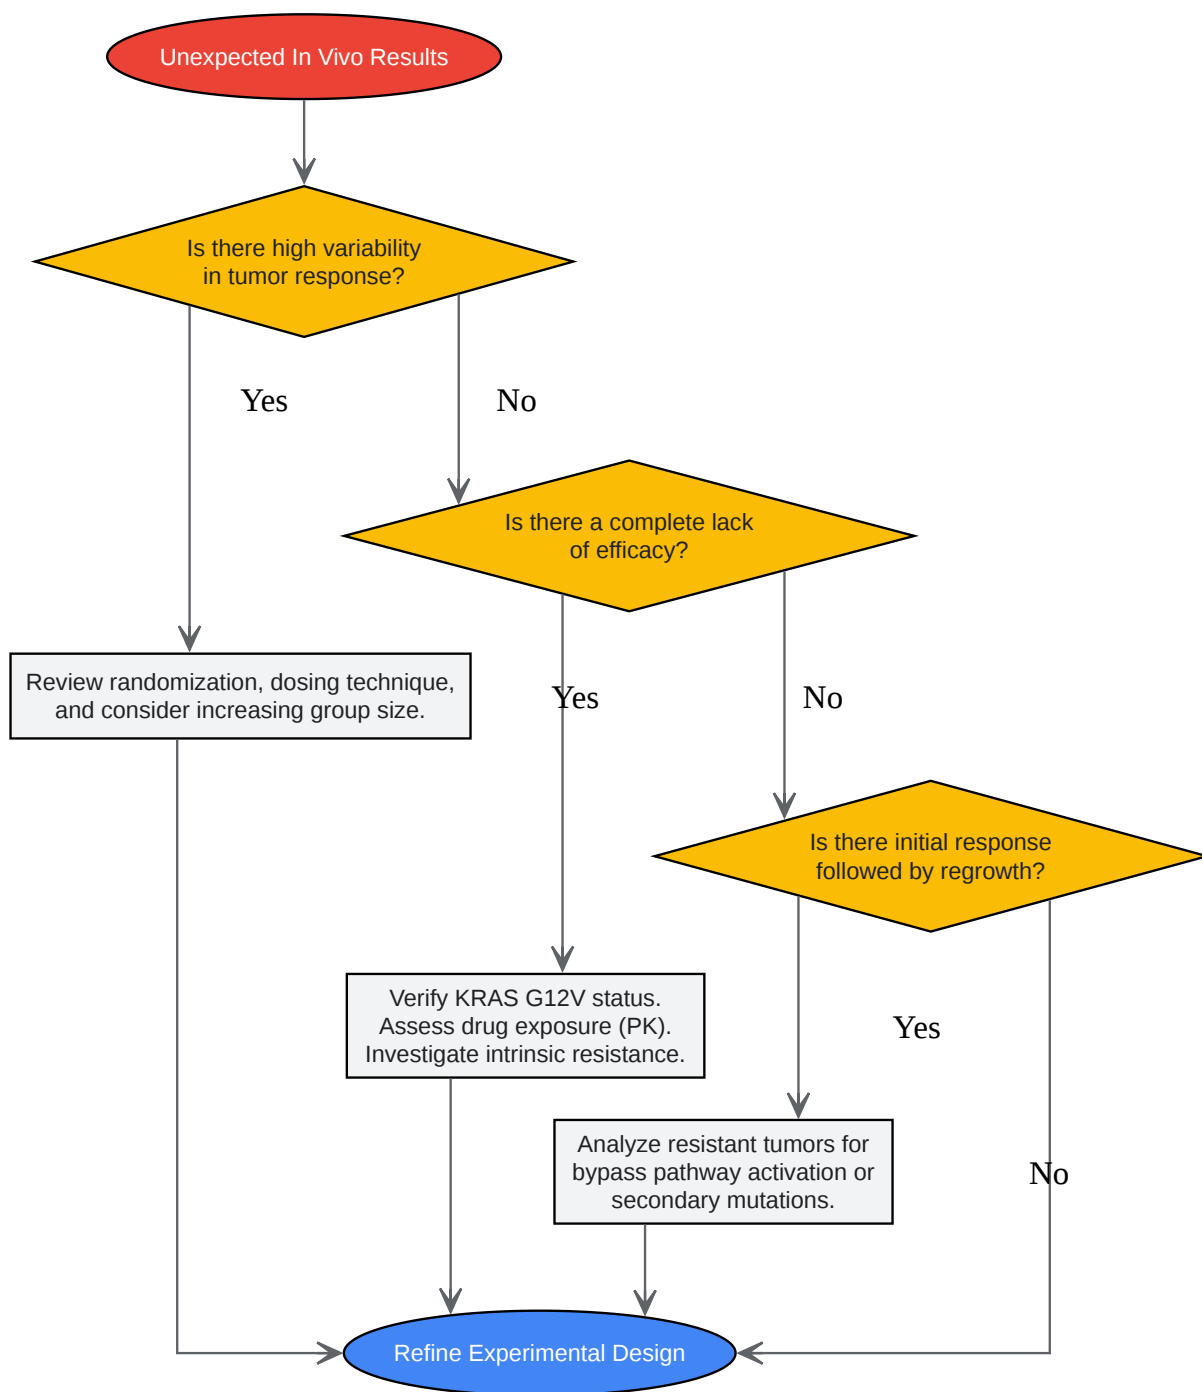 Unexpected In Vivo Results
Is there high variability
in tumor response?
Yes
No
Is there a complete lack
of efficacy?
Review randomization, dosing technique,
and consider increasing group size.
Yes
No
Is there initial response
followed by regrowth?
Verify KRAS G12V status.
Assess drug exposure (PK).
Investigate intrinsic resistance.
Yes
Analyze resistant tumors for
bypass pathway activation or
secondary mutations.
No
Refine Experimental Design